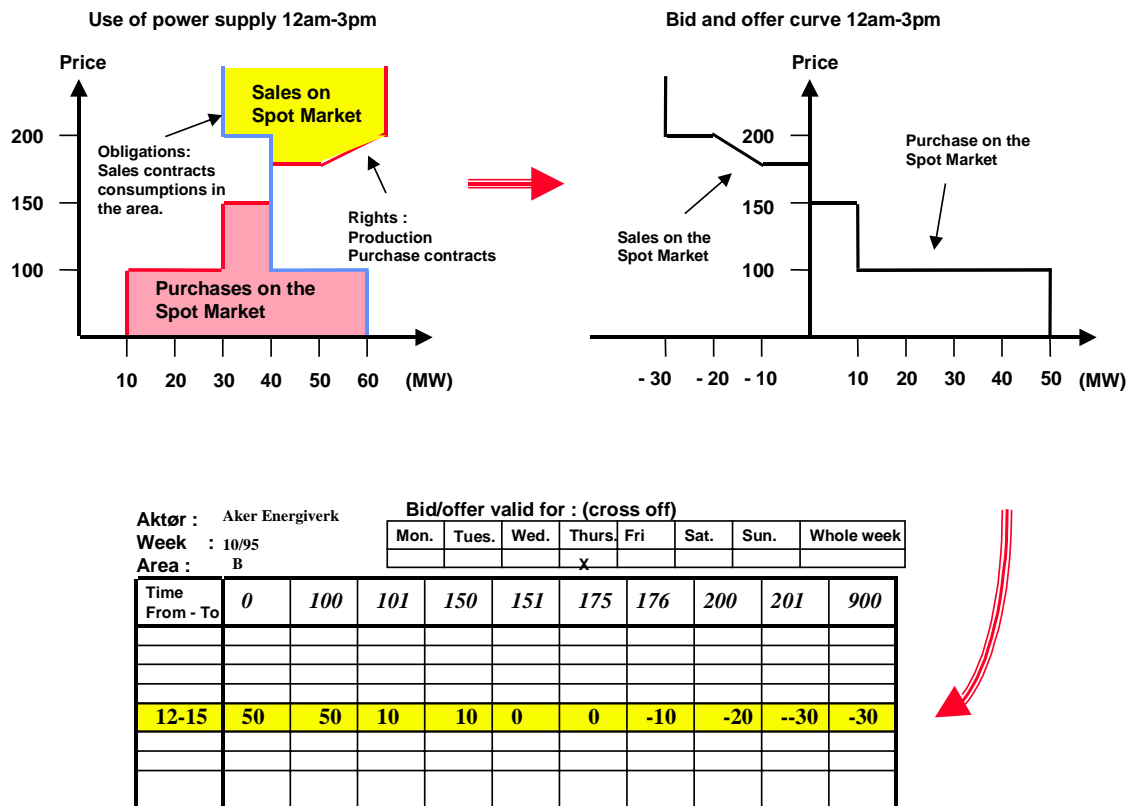 Use of power supply 12am-3pm
Price
200
150
100
Sales on
Spot Market
Obligations:
Sales contracts
consumptions in
the area.
Rights :
Production
Purchase contracts
Purchases on the
Spot Market
10 20 30 40 50 60 (MW)
Bid and offer curve 12am-3pm
Price
200
150
100
Purchase on the
Spot Market
Sales on the
Spot Market
- 30 - 20 - 10 10 20 30 40 50 (MW)
Aktør : Aker Energiverk
Week : 10/95
Area : B
Bid/offer valid for : (cross off)
Mon. Tues. Wed. Thurs. Fri Sat. Sun. Whole week
X
Time
From - To
0 100 101 150 151 175 176 200 201 900
12-15 50 50 10 10 0 0 -10 -20 --30 -30